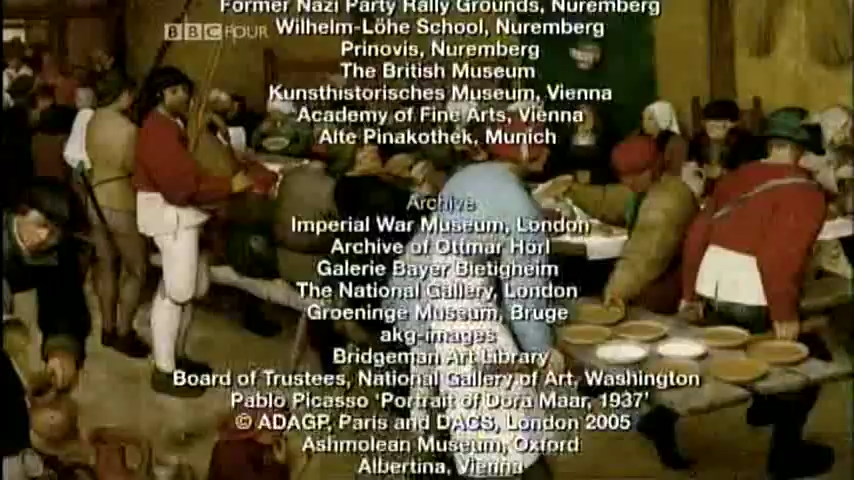 Former Nazi Party Rally Grounds, Nuremberg
BBC FOUR
Wilhelm-Löhe School, Nuremberg
Prinovis, Nuremberg
The British Museum
Kunsthistorisches Museum, Vienna
Academy of Fine Arts, Vienna
Alte Pinakothek, Munich
Archive
Imperial War Museum, London
Archive of Ottmar Hörl
Galerie Bayer Bietigheim
The National Gallery, London
Groeninge Museum, Bruge
akg-images
Bridgeman Art Library
Board of Trustees, National Gallery of Art, Washington
Pablo Picasso 'Portrait of Dora Maar, 1937'
© ADAGP, Paris and DACS, London 2005
Ashmolean Museum, Oxford
Albertina, Vienna